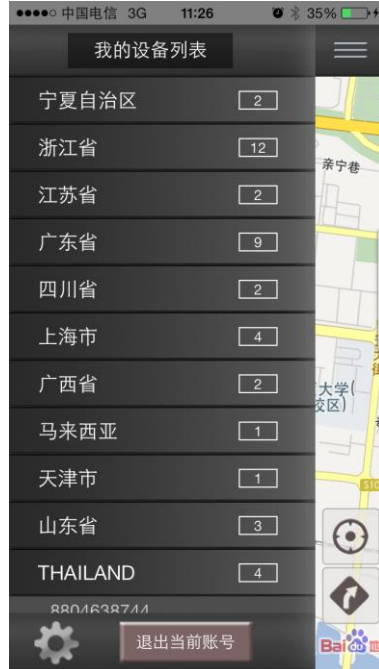 中国电信 3G 11:26 35%
我的设备列表
宁夏自治区 2
浙江省 12
亲宁巷
江苏省 2
广东省 9
四川省 2
上海市 4
广西省 2
大学(
校区)
马来西亚 1
天津市 1
S10
山东省 3
THAILAND 4
8804638744
退出当前账号
Bai 地